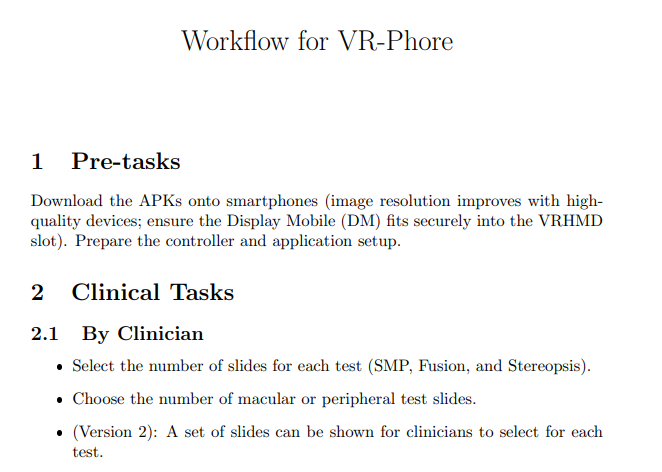 Workflow for VR-Phore
1 Pre-tasks
Download the APKs onto smartphones (image resolution improves with high-
quality devices; ensure the Display Mobile (DM) fits securely into the VRHMD
slot). Prepare the controller and application setup.
2 Clinical Tasks
2.1 By Clinician
• Select the number of slides for each test (SMP, Fusion, and Stereopsis).
• Choose the number of macular or peripheral test slides.
• (Version 2): A set of slides can be shown for clinicians to select for each
test.